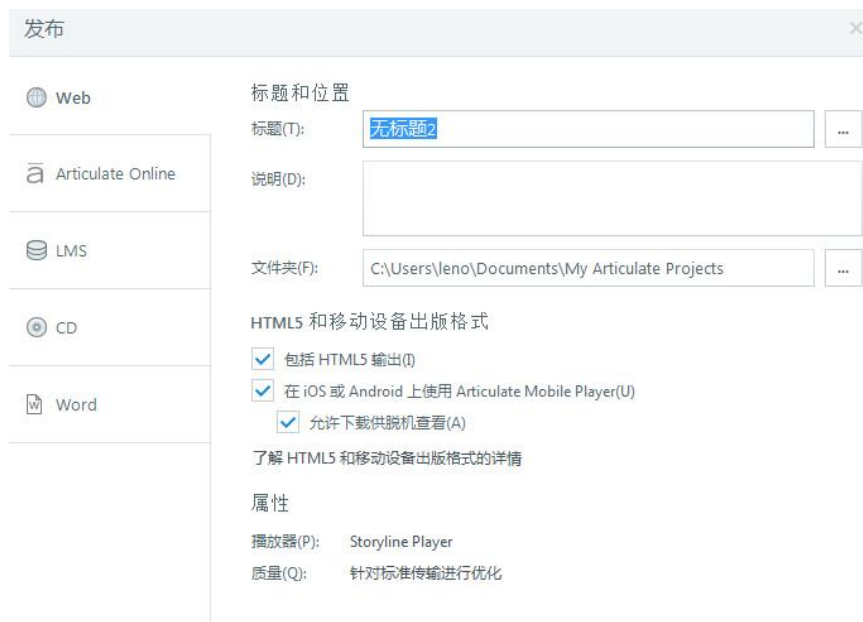 发布
Web
Articulate Online
LMS
CD
Word
标题和位置
标题(T): 无标题2 ...
说明(D):
文件夹(F): C:\Users\leno\Documents\My Articulate Projects ...
HTML5 和移动设备出版格式
包括 HTML5 输出(I)
在 iOS 或 Android 上使用 Articulate Mobile Player(U)
允许下载供脱机查看(A)
了解 HTML5 和移动设备出版格式的详情
属性
播放器(P): Storyline Player
质量(Q): 针对标准传输进行优化